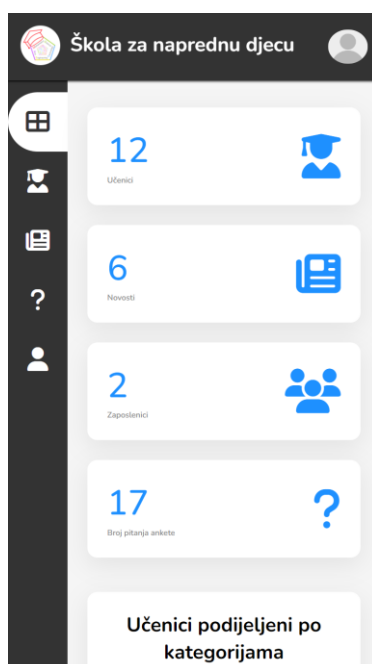 Škola za naprednu djecu
12
Učenici
6
Novosti
2
Zaposlenici
17
Broj pitanja ankete
Učenici podijeljeni po
kategorijama